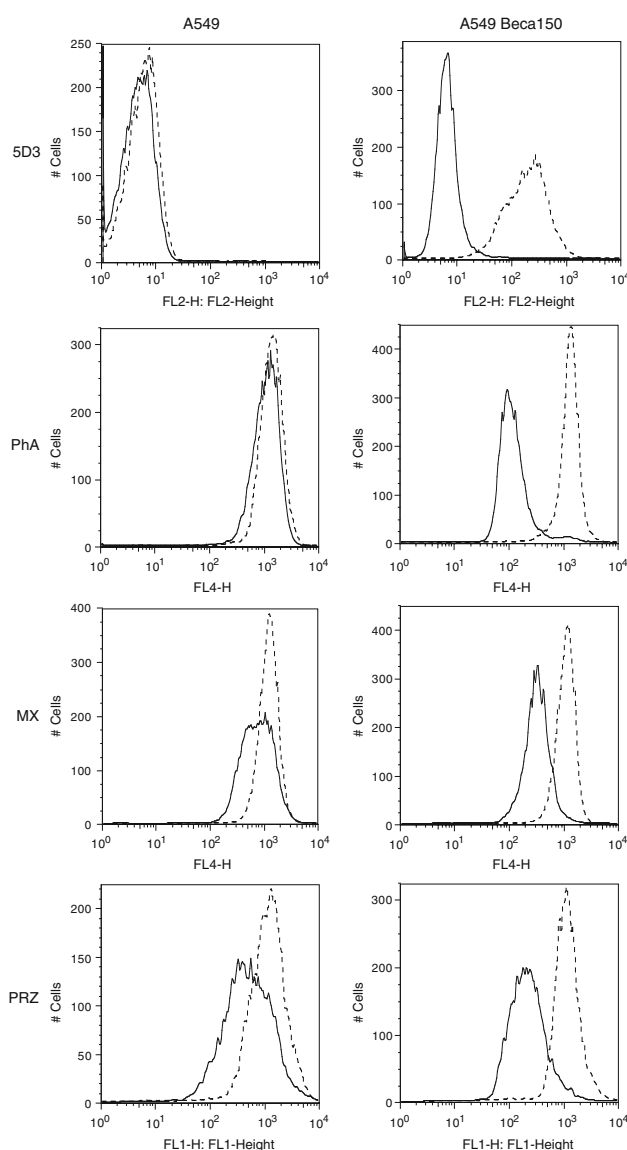 A549
A549 Beca150
5D3
# Cells
250
200
150
100
50
0
10⁰ 10¹ 10² 10³ 10⁴
FL2-H: FL2-Height
# Cells
300
200
100
0
10⁰ 10¹ 10² 10³ 10⁴
FL2-H: FL2-Height
PhA
# Cells
300
200
100
0
10⁰ 10¹ 10² 10³ 10⁴
FL4-H
# Cells
400
300
200
100
0
10⁰ 10¹ 10² 10³ 10⁴
FL4-H
MX
# Cells
400
300
200
100
0
10⁰ 10¹ 10² 10³ 10⁴
FL4-H
# Cells
400
300
200
100
0
10⁰ 10¹ 10² 10³ 10⁴
FL4-H
PRZ
# Cells
200
150
100
50
0
10⁰ 10¹ 10² 10³ 10⁴
FL1-H: FL1-Height
# Cells
300
200
100
0
10⁰ 10¹ 10² 10³ 10⁴
FL1-H: FL1-Height